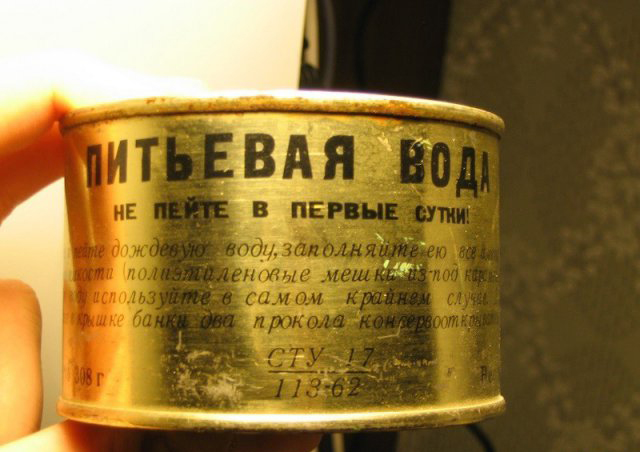 ПИТЬЕВАЯ ВОДА
НЕ ПЕЙТЕ В ПЕРВЫЕ СУТКИ!
пейте дождевую воду, заполняйте ею все
(полиэтиленовые мешки из-под
используйте в самом крайнем случае
крышке банки два прокола
СТУ 17
113-62
308 г